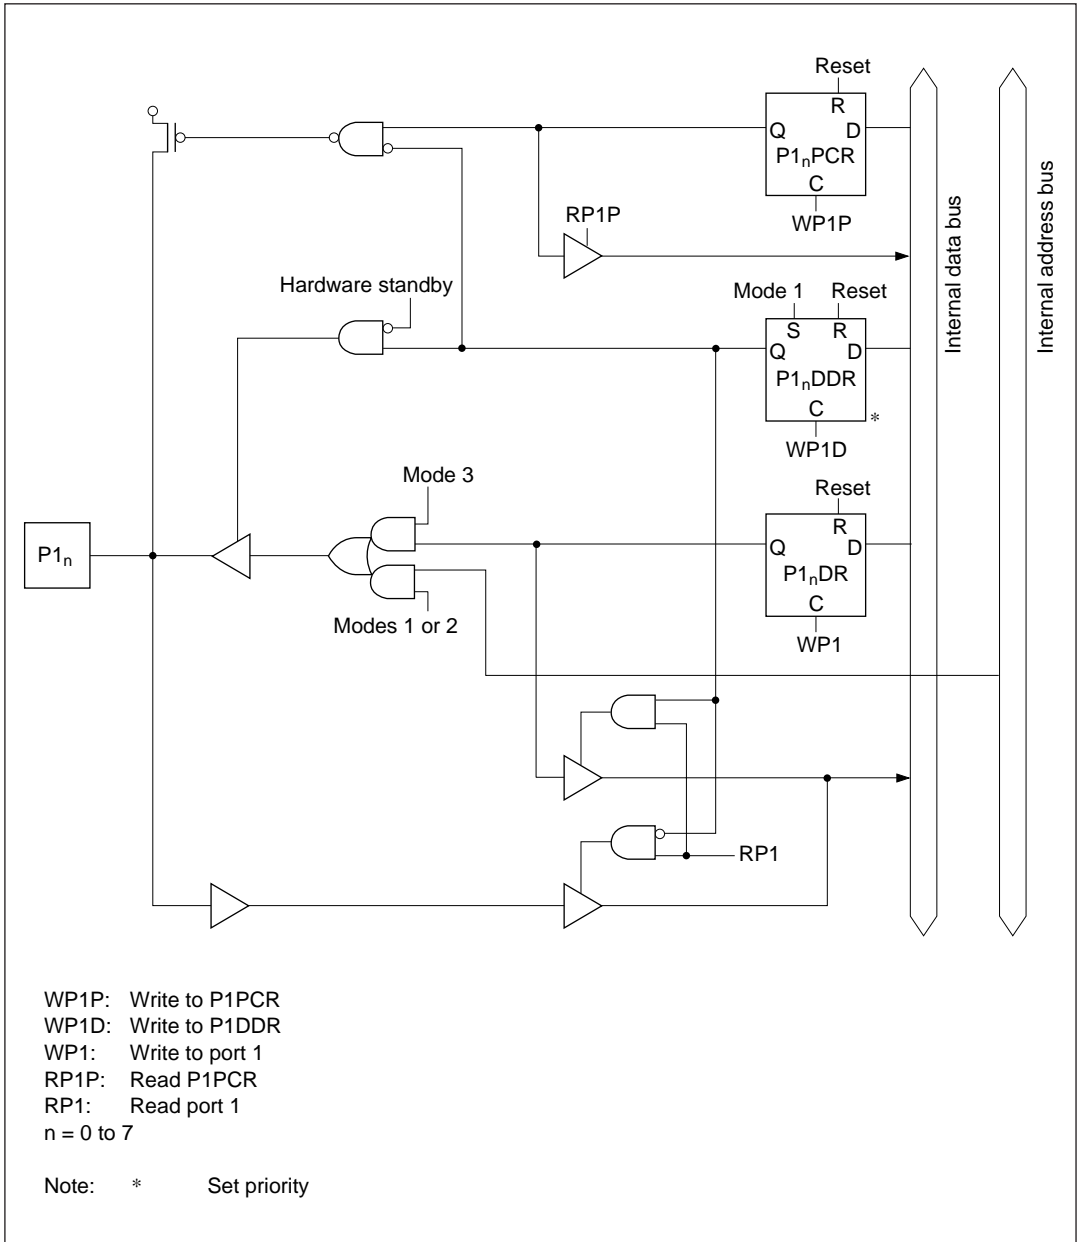 Reset
R
Q D
P1nPCR
C
WP1P
RP1P
Internal data bus
Internal address bus
Hardware standby
Mode 1 Reset
S R
Q D
P1nDDR
C
*
WP1D
Mode 3
Reset
R
Q D
P1nDR
C
WP1
P1n
Modes 1 or 2
RP1
WP1P: Write to P1PCR
WP1D: Write to P1DDR
WP1: Write to port 1
RP1P: Read P1PCR
RP1: Read port 1
n = 0 to 7
Note: * Set priority